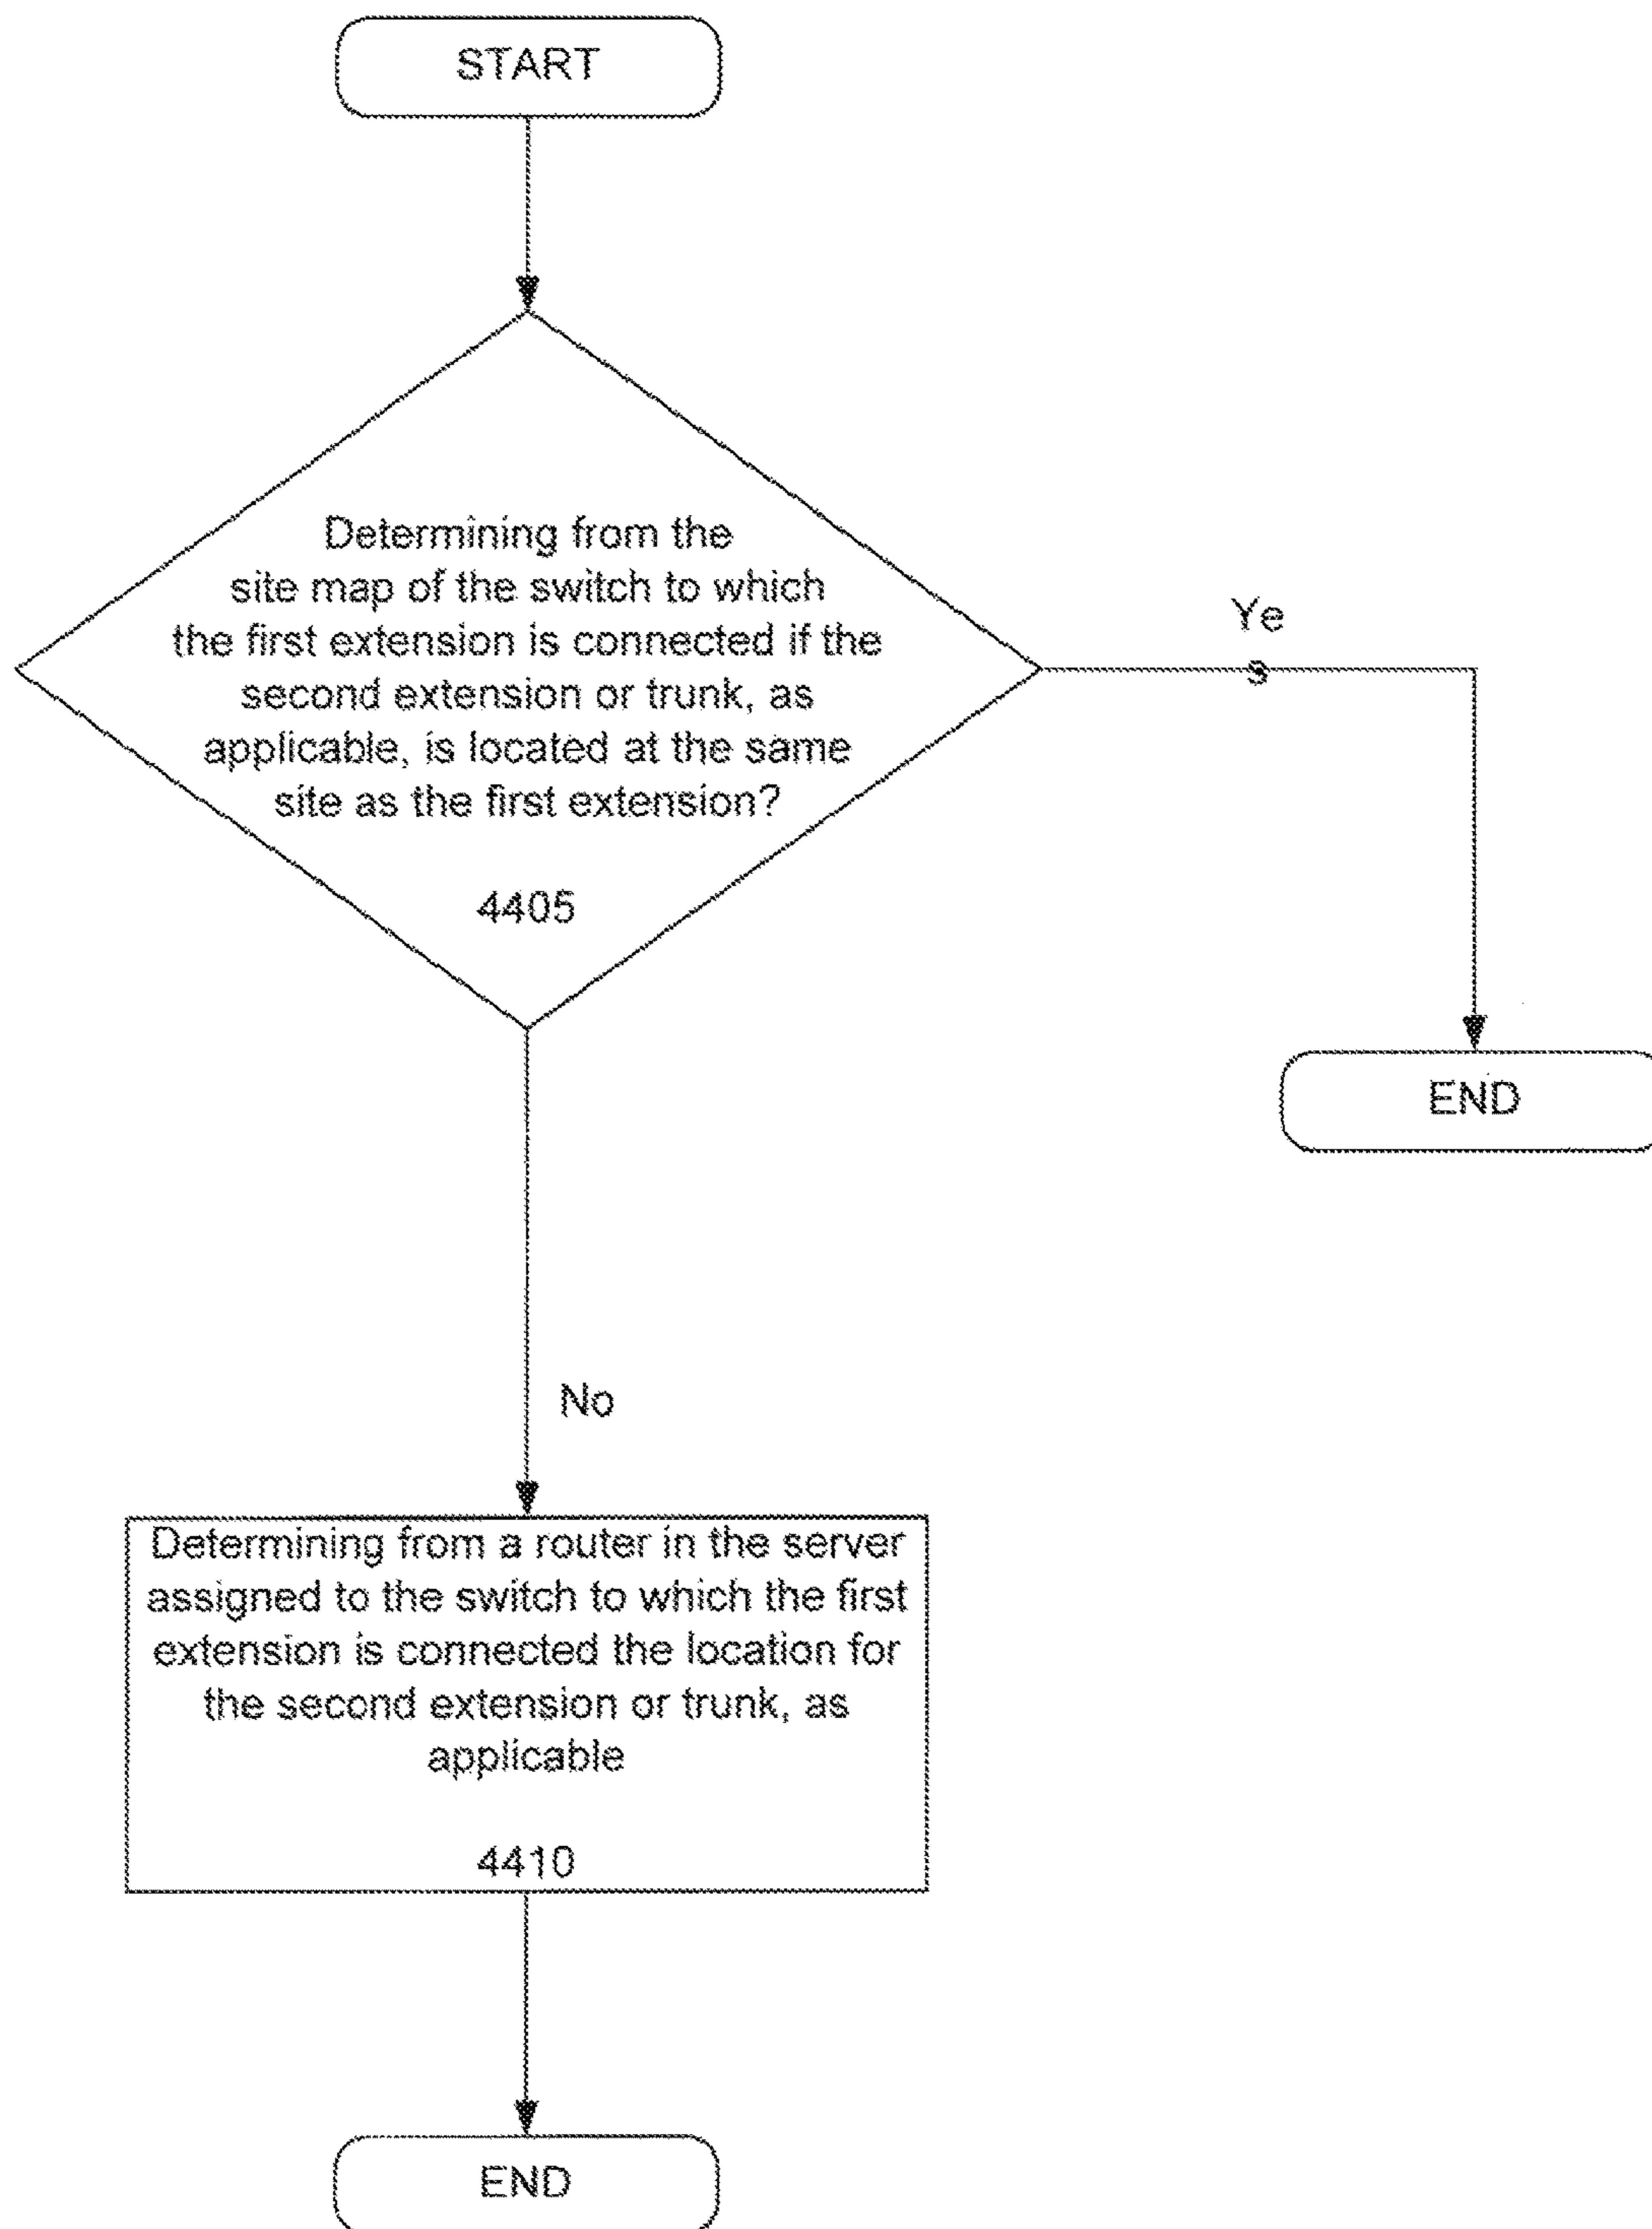 START
Determining from the
site map of the switch to which
the first extension is connected if the
second extension or trunk, as
applicable, is located at the same
site as the first extension?
4405
Ye
s
END
No
Determining from a router in the server
assigned to the switch to which the first
extension is connected the location for
the second extension or trunk, as
applicable
4410
END